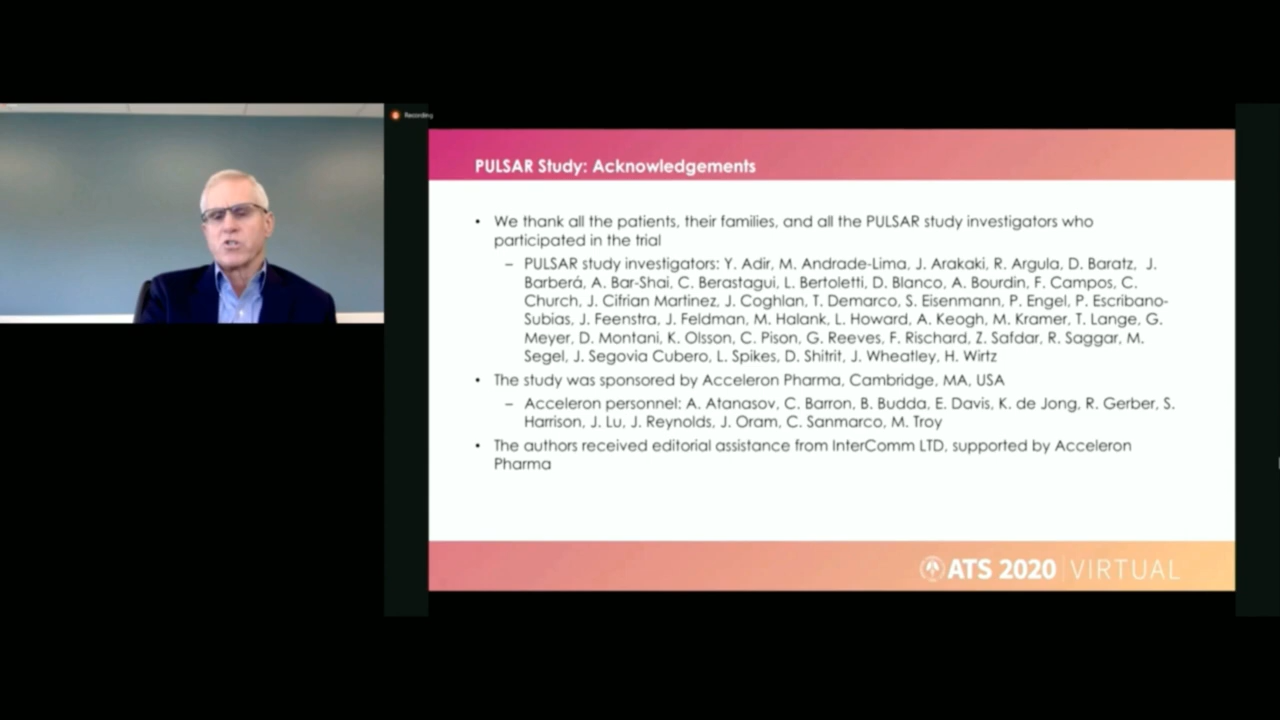 Recording
PULSAR Study: Acknowledgements
• We thank all the patients, their families, and all the PULSAR study investigators who
participated in the trial
– PULSAR study investigators: Y. Adir, M. Andrade-Lima, J. Arakaki, R. Argula, D. Baratz, J.
Barberá, A. Bar-Shai, C. Berastagui, L. Bertoletti, D. Blanco, A. Bourdin, F. Campos, C.
Church, J. Cifrian Martinez, J. Coghlan, T. Demarco, S. Eisenmann, P. Engel, P. Escribano-
Subias, J. Feenstra, J. Feldman, M. Halank, L. Howard, A. Keogh, M. Kramer, T. Lange, G.
Meyer, D. Montani, K. Olsson, C. Pison, G. Reeves, F. Rischard, Z. Safdar, R. Saggar, M.
Segel, J. Segovia Cubero, L. Spikes, D. Shitrit, J. Wheatley, H. Wirtz
• The study was sponsored by Acceleron Pharma, Cambridge, MA, USA
– Acceleron personnel: A. Atanasov, C. Barron, B. Budda, E. Davis, K. de Jong, R. Gerber, S.
Harrison, J. Lu, J. Reynolds, J. Oram, C. Sanmarco, M. Troy
• The authors received editorial assistance from InterComm LTD, supported by Acceleron
Pharma
ATS 2020 | VIRTUAL